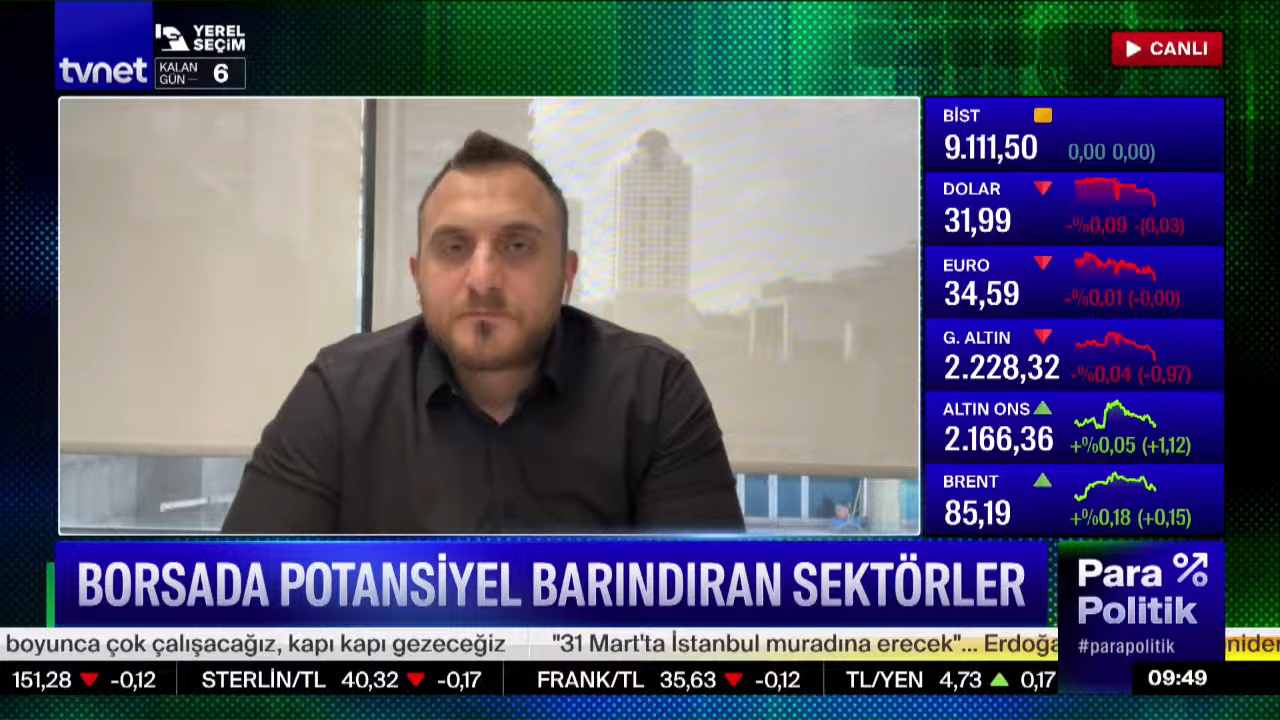 tvnet
YEREL
SEÇİM
KALAN
GÜN
6
CANLI
BİST
9.111,50 0,00 0,00)
DOLAR
31,99 -%0,09 -(0,03)
EURO
34,59 -%0,01 (-0,00)
G. ALTIN
2.228,32 -%0,04 (-0,97)
ALTIN ONS
2.166,36 +%0,05 (+1,12)
BRENT
85,19 +%0,18 (+0,15)
BORSADA POTANSİYEL BARINDIRAN SEKTÖRLER
Para %
Politik
#parapolitik
boyunca çok çalışacağız, kapı kapı gezeceğiz "31 Mart'ta İstanbul muradına erecek"... Erdoğa niden
151,28 -0,12 STERLİN/TL 40,32 -0,17 FRANK/TL 35,63 -0,12 TL/YEN 4,73 0,17
09:49